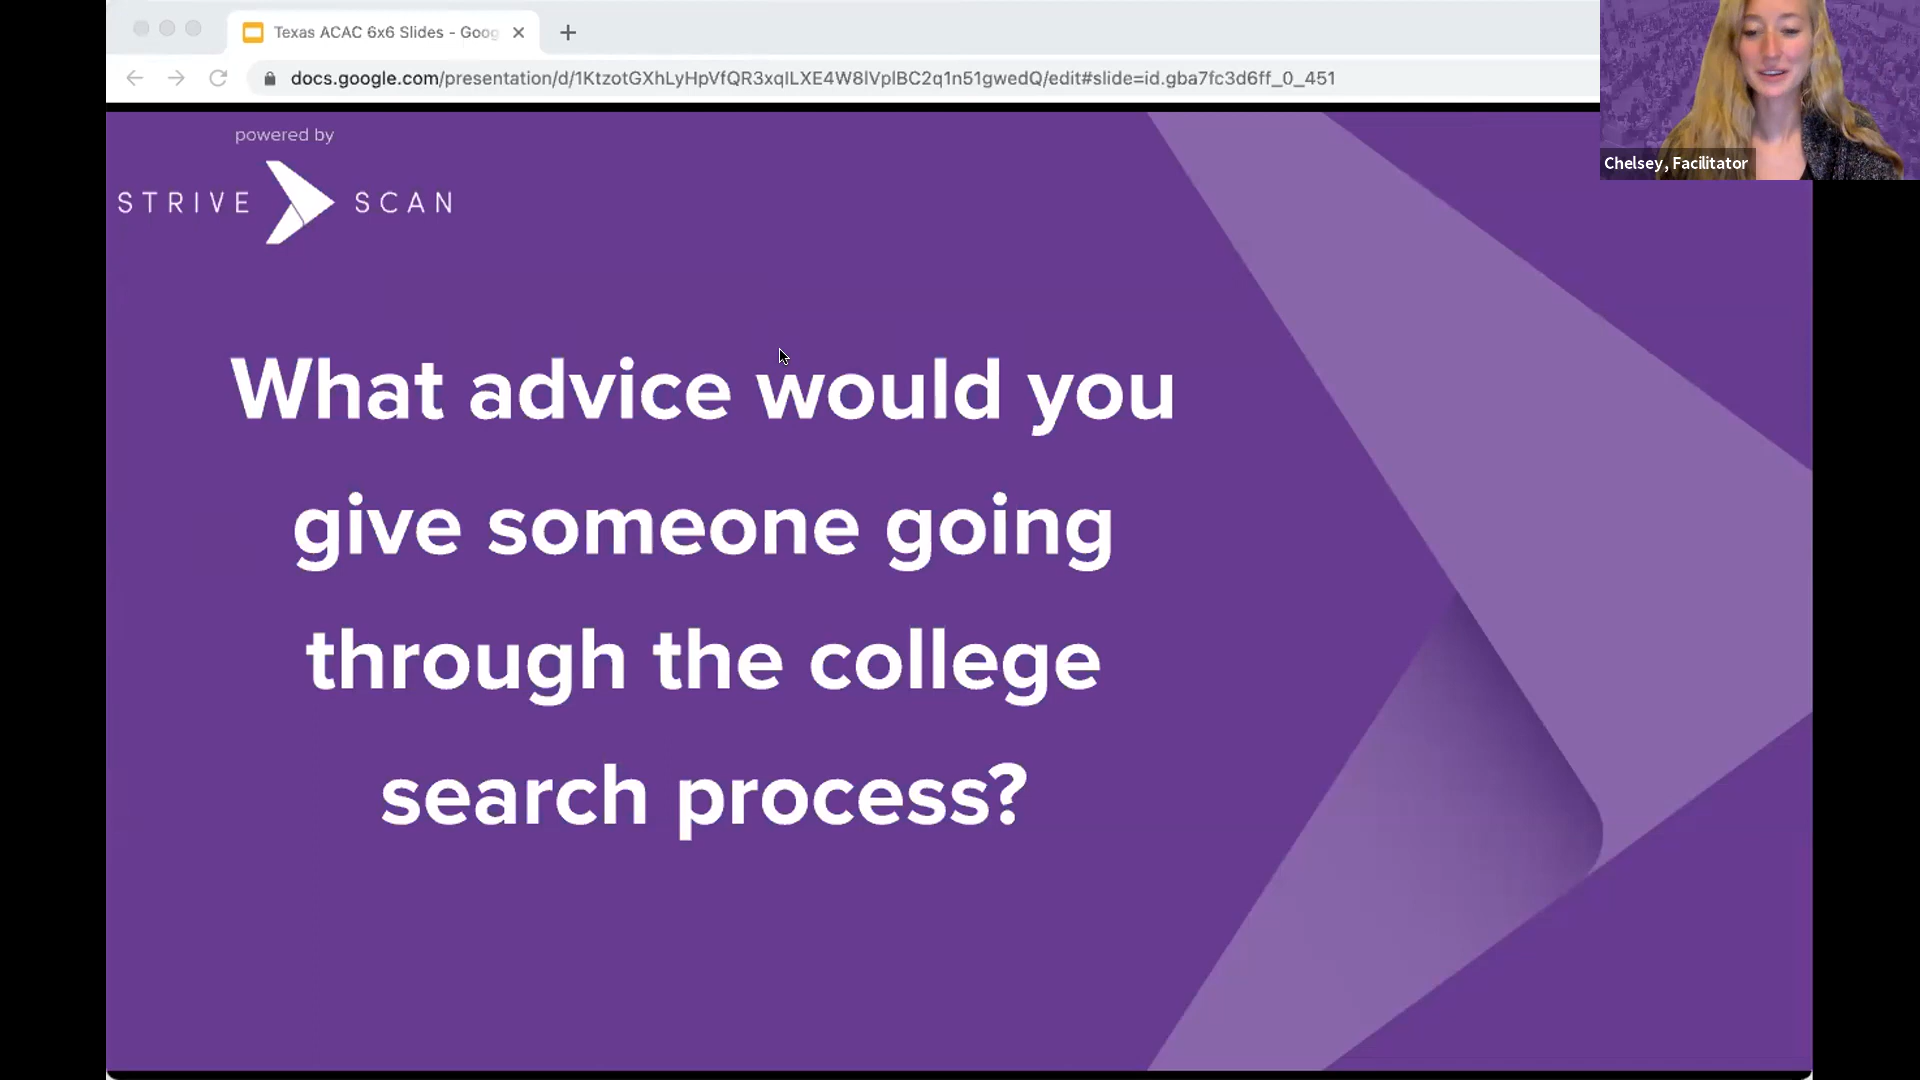 Texas ACAC 6x6 Slides - Goog
docs.google.com/presentation/d/1KtzotGXhLyHpVfQR3xqILXE4W8lVplBC2q1n51gwedQ/edit#slide=id.gba7fc3d6ff_0_451
Chelsey, Facilitator
powered by
STRIVE SCAN
What advice would you
give someone going
through the college
search process?